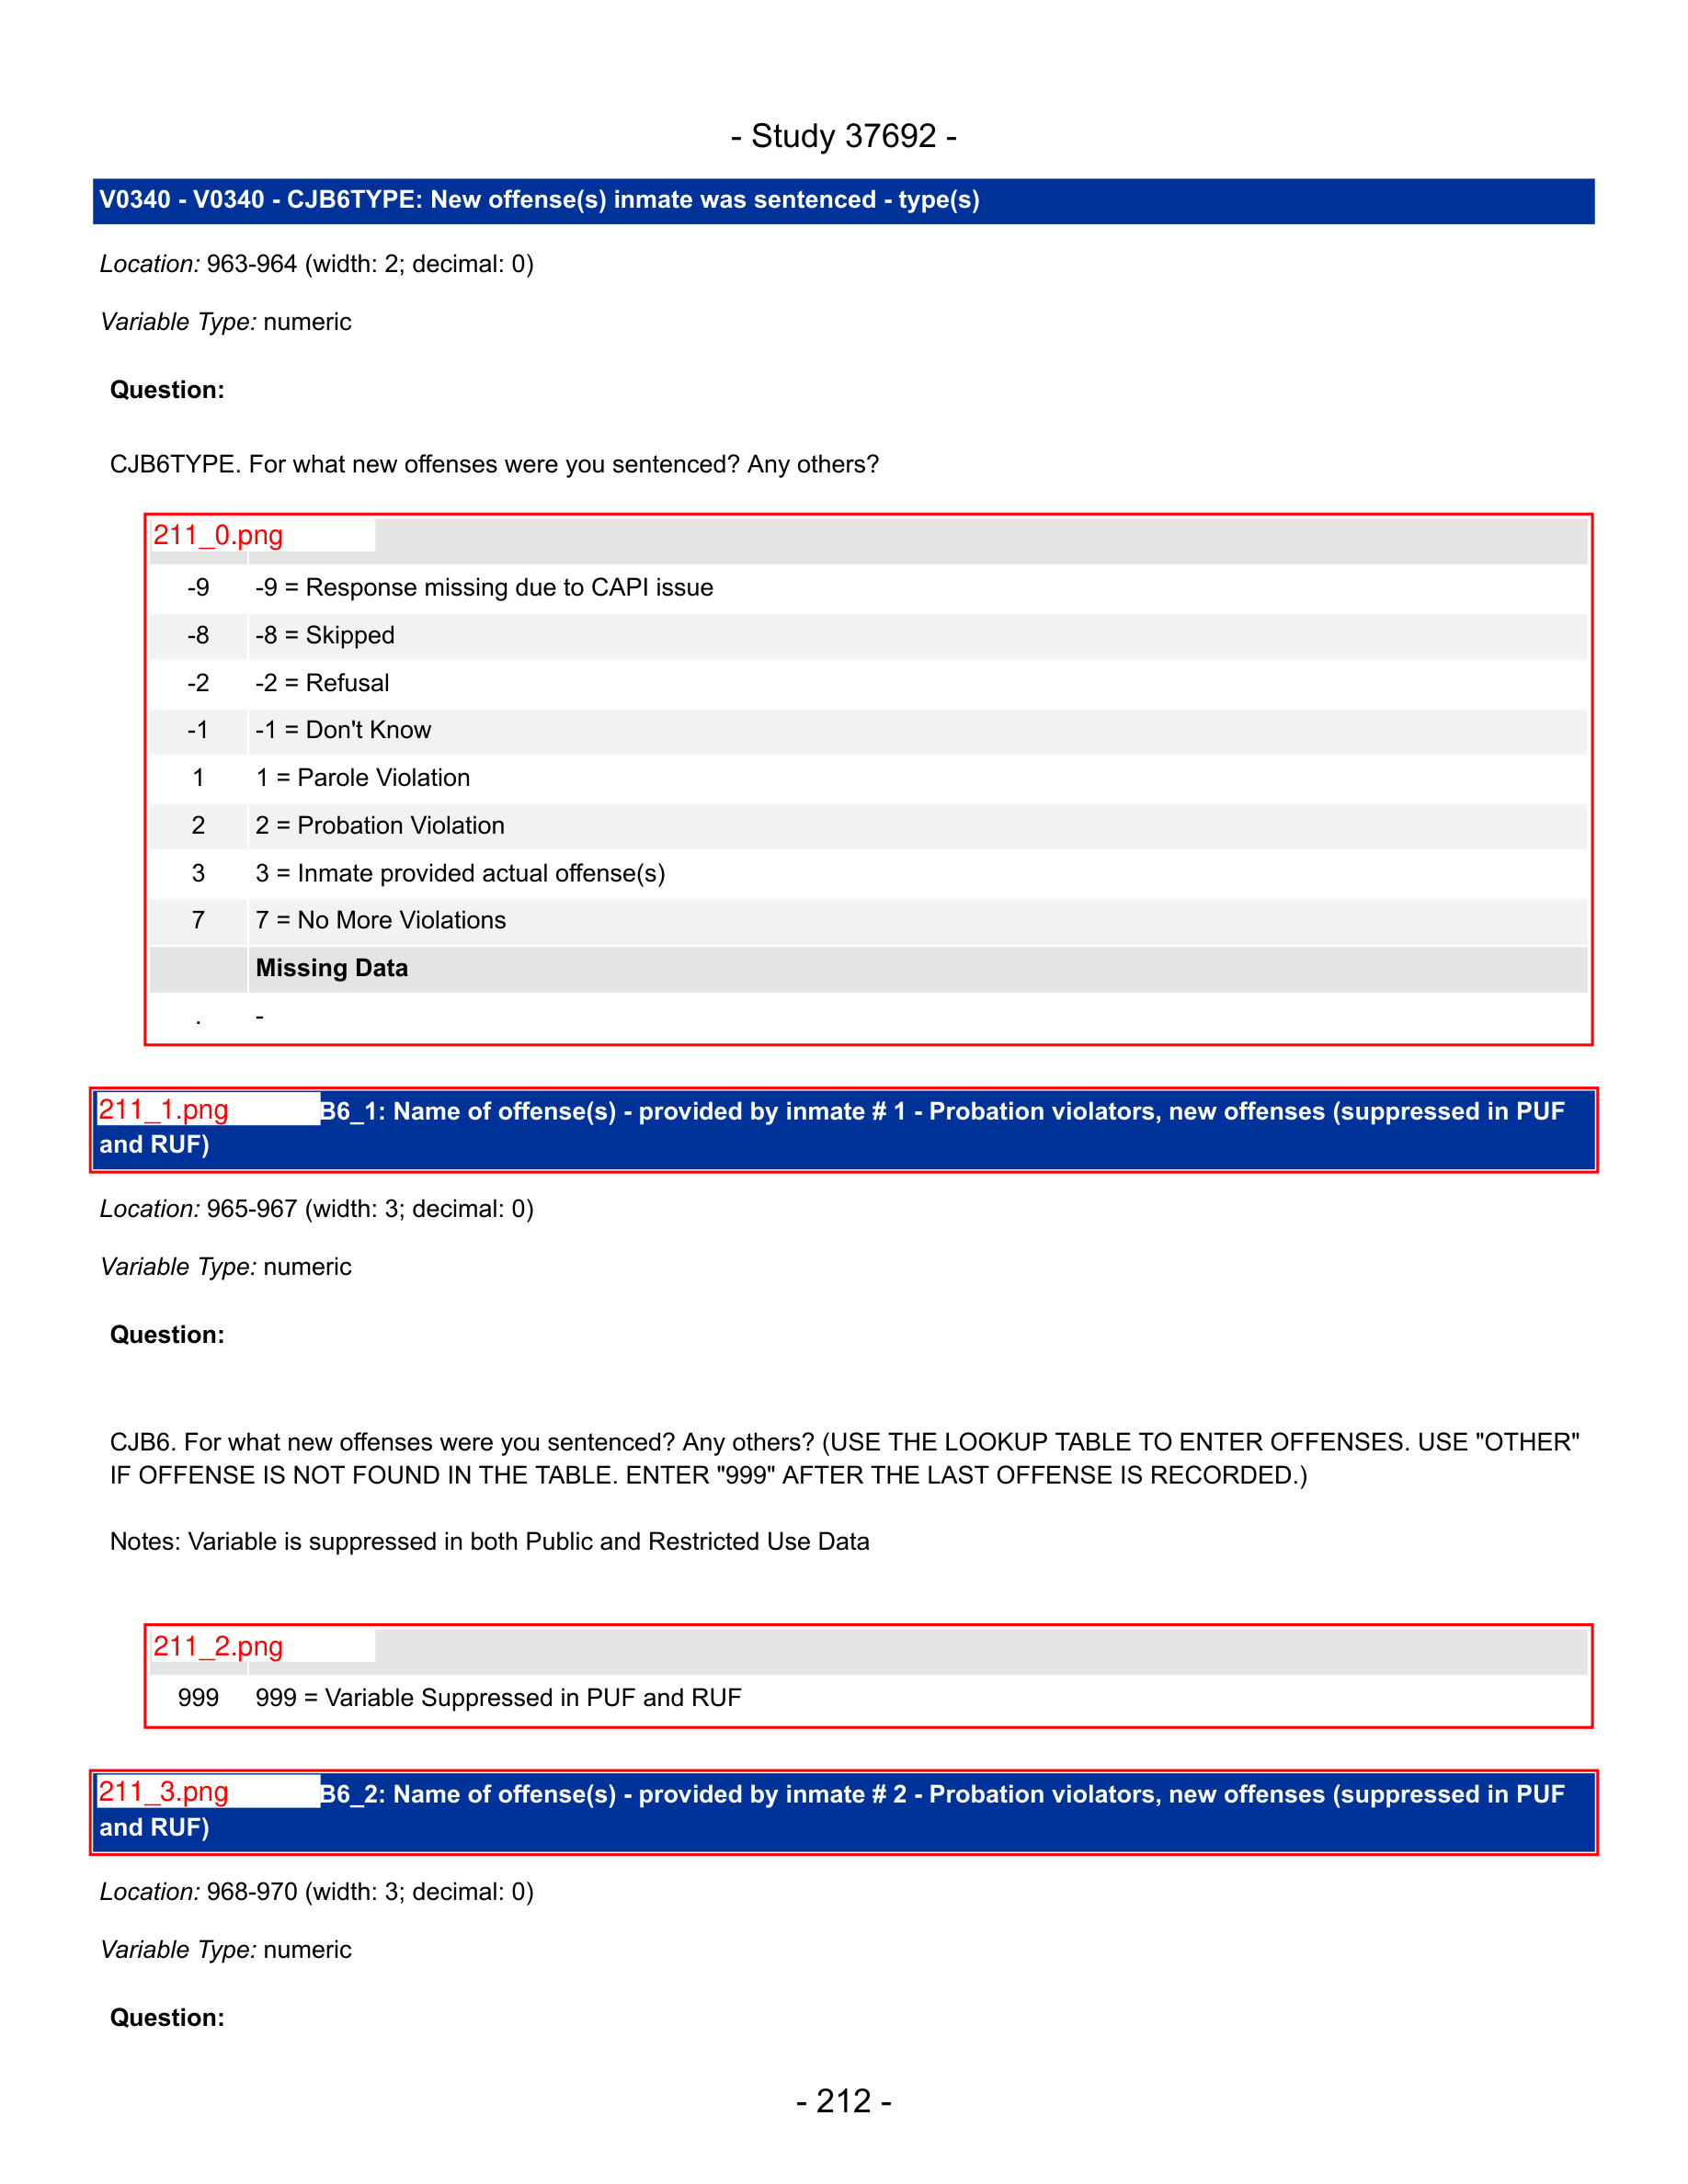 - Study 37692 -
V0340 - V0340 - CJB6TYPE: New offense(s) inmate was sentenced - type(s)
Location: 963-964 (width: 2; decimal: 0)
Variable Type: numeric
Question:
CJB6TYPE. For what new offenses were you sentenced? Any others?
211_0.png
-9 -9 = Response missing due to CAPI issue
-8 -8 = Skipped
-2 -2 = Refusal
-1 -1 = Don't Know
1 1 = Parole Violation
2 2 = Probation Violation
3 3 = Inmate provided actual offense(s)
7 7 = No More Violations
Missing Data
. -
211_1.png B6_1: Name of offense(s) - provided by inmate # 1 - Probation violators, new offenses (suppressed in PUF
and RUF)
Location: 965-967 (width: 3; decimal: 0)
Variable Type: numeric
Question:
CJB6. For what new offenses were you sentenced? Any others? (USE THE LOOKUP TABLE TO ENTER OFFENSES. USE "OTHER"
IF OFFENSE IS NOT FOUND IN THE TABLE. ENTER "999" AFTER THE LAST OFFENSE IS RECORDED.)
Notes: Variable is suppressed in both Public and Restricted Use Data
211_2.png
999 999 = Variable Suppressed in PUF and RUF
211_3.png B6_2: Name of offense(s) - provided by inmate # 2 - Probation violators, new offenses (suppressed in PUF
and RUF)
Location: 968-970 (width: 3; decimal: 0)
Variable Type: numeric
Question:
- 212 -